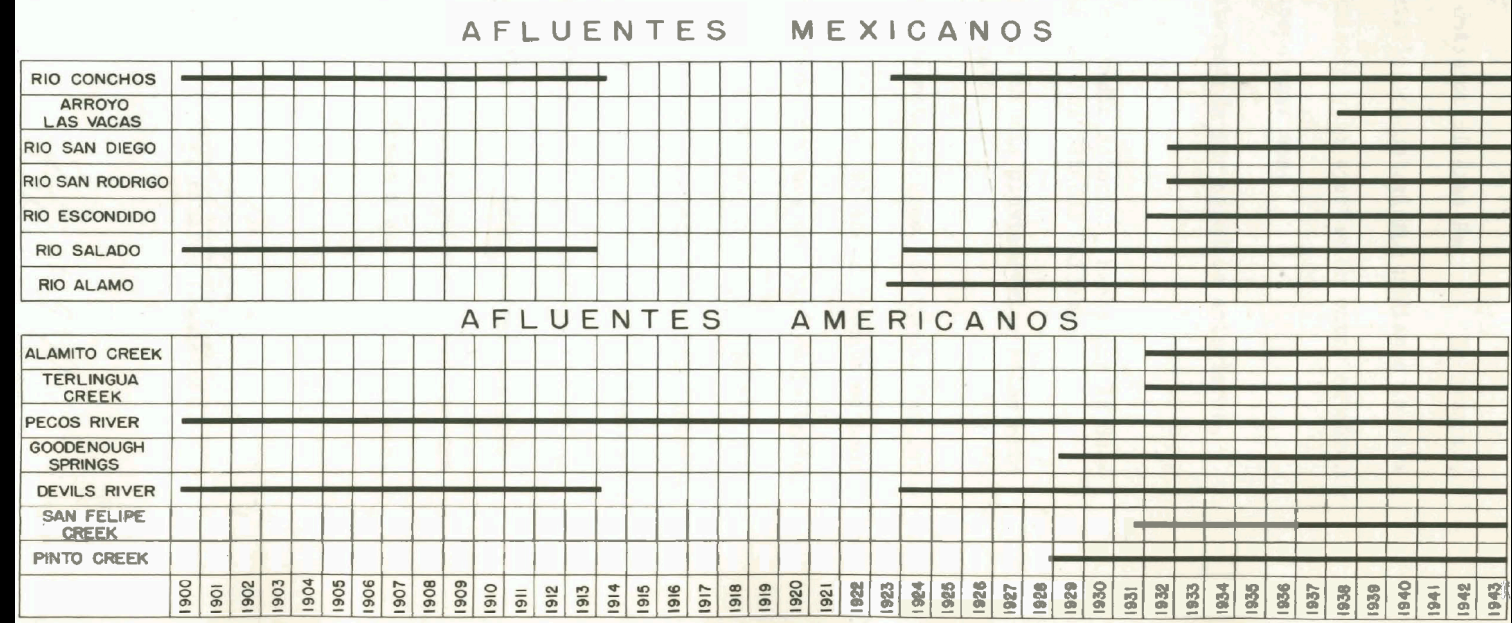 AFLUENTES MEXICANOS
RIO CONCHOS
ARROYO
LAS VACAS
RIO SAN DIEGO
RIO SAN RODRIGO
RIO ESCONDIDO
RIO SALADO
RIO ALAMO
AFLUENTES AMERICANOS
ALAMITO CREEK
TERLINGUA
CREEK
PECOS RIVER
GOODENOUGH
SPRINGS
DEVILS RIVER
SAN FELIPE
CREEK
PINTO CREEK
1900 1901 1902 1903 1904 1905 1906 1907 1908 1909 1910 1911 1912 1913 1914 1915 1916 1917 1918 1919 1920 1921 1922 1923 1924 1925 1926 1927 1928 1929 1930 1931 1932 1933 1934 1935 1936 1937 1938 1939 1940 1941 1942 1943